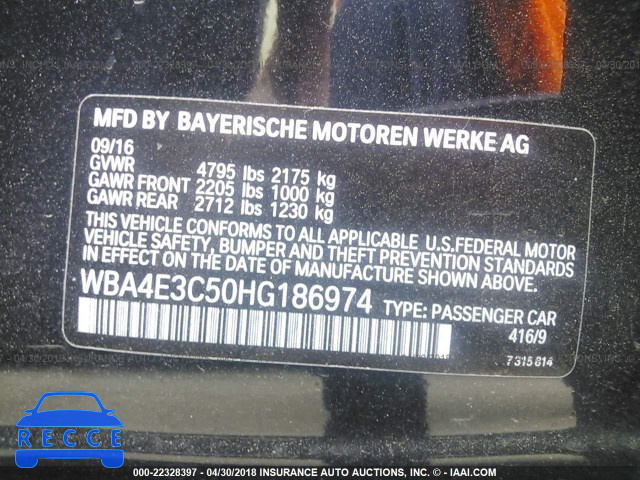 MFD BY BAYERISCHE MOTOREN WERKE AG
09/16
GVWR 4795 lbs 2175 kg
GAWR FRONT 2205 lbs 1000 kg
GAWR REAR 2712 lbs 1230 kg
THIS VEHICLE CONFORMS TO ALL APPLICABLE U.S.FEDERAL MOTOR
VEHICLE SAFETY, BUMPER AND THEFT PREVENTION STANDARDS
IN EFFECT ON THE DATE OF MANUFACTURE SHOWN ABOVE.
WBA4E3C50HG186974 TYPE: PASSENGER CAR
416/9
7315814
RECCE
000-22328397 - 04/30/2018 INSURANCE AUTO AUCTIONS, INC. - © - IAAI.COM